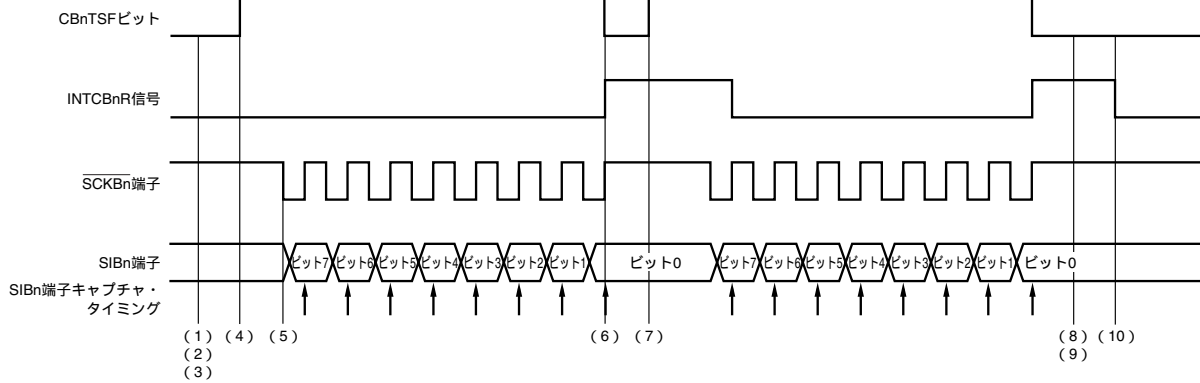 CBnTSFビット
INTCBnR信号
SCKBn端子
SIBn端子
ビット7 ビット6 ビット5 ビット4 ビット3 ビット2 ビット1 ビット0 ビット7 ビット6 ビット5 ビット4 ビット3 ビット2 ビット1 ビット0
SIBn端子キャプチャ・
タイミング
(1) (4) (5) (6) (7) (8) (10)
(2) (9)
(3)